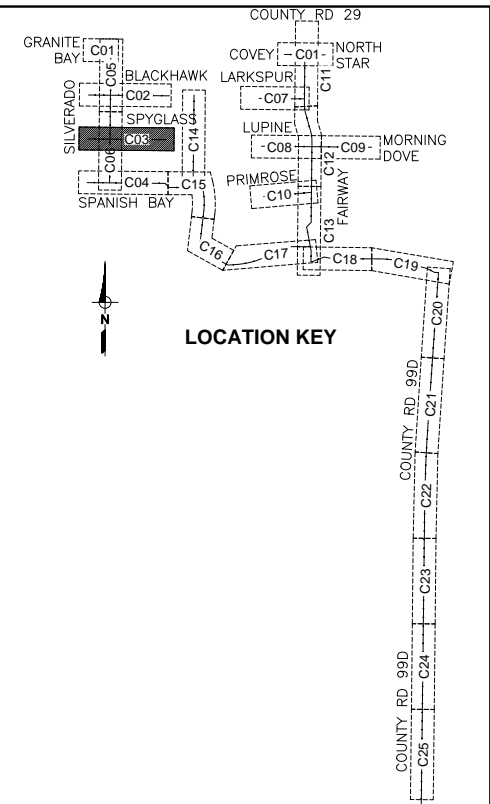 COUNTY RD 29
GRANITE
BAY
C01
C05
BLACKHAWK
C02
SILVERADO
SPYGLASS
C03
C06
C04
SPANISH BAY
C14
C15
C16
COVEY
C01
NORTH
STAR
C11
LARKSPUR
C07
LUPINE
C08
C12
C09
MORNING
DOVE
PRIMROSE
C10
FAIRWAY
C13
C17
C18
C19
C20
N
LOCATION KEY
COUNTY RD 99D
C21
C22
C23
C24
COUNTY RD 99D
C25